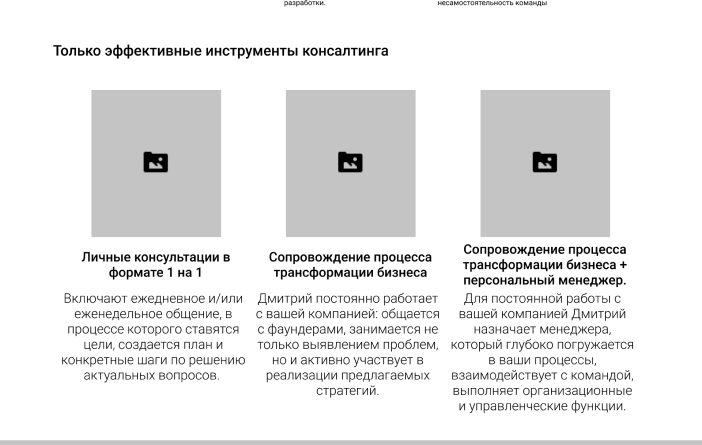 разработки.
несамостоятельность команды
Только эффективные инструменты консалтинга
Личные консультации в
формате 1 на 1
Включают ежедневное и/или
еженедельное общение, в
процессе которого ставятся
цели, создается план и
конкретные шаги по решению
актуальных вопросов.
Сопровождение процесса
трансформации бизнеса
Дмитрий постоянно работает
с вашей компанией: общается
с фаундерами, занимается не
только выявлением проблем,
но и активно участвует в
реализации предлагаемых
стратегий.
Сопровождение процесса
трансформации бизнеса +
персональный менеджер.
Для постоянной работы с
вашей компанией Дмитрий
назначает менеджера,
который глубоко погружается
в ваши процессы,
взаимодействует с командой,
выполняет организационные
и управленческие функции.